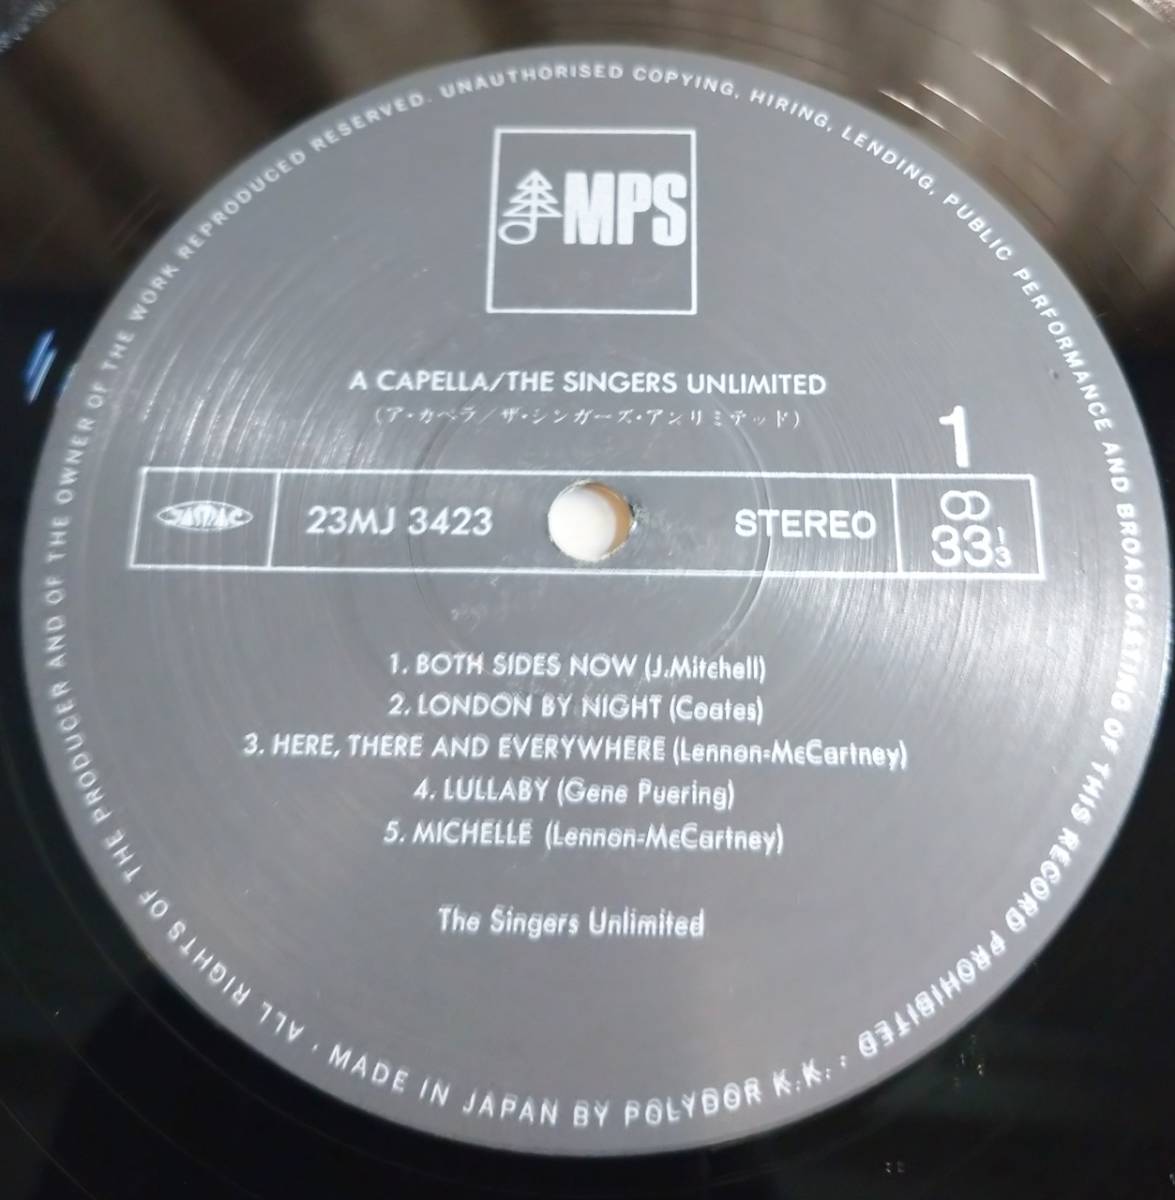 MPS
A CAPELLA/THE SINGERS UNLIMITED
(ア・カペラ/ザ・シンガーズ・アンリミテッド)
1
JASRAC
23MJ 3423
STEREO
33 1/3
1. BOTH SIDES NOW (J.Mitchell)
2. LONDON BY NIGHT (Coates)
3. HERE, THERE AND EVERYWHERE (Lennon-McCartney)
4. LULLABY (Gene Puering)
5. MICHELLE (Lennon-McCartney)
The Singers Unlimited
ALL RIGHTS OF THE PRODUCER AND OF THE OWNER OF THE WORK REPRODUCED RESERVED. UNAUTHORISED COPYING, HIRING, LENDING, PUBLIC PERFORMANCE AND BROADCASTING OF THIS RECORD PROHIBITED
· MADE IN JAPAN BY POLYDOR K.K. ·